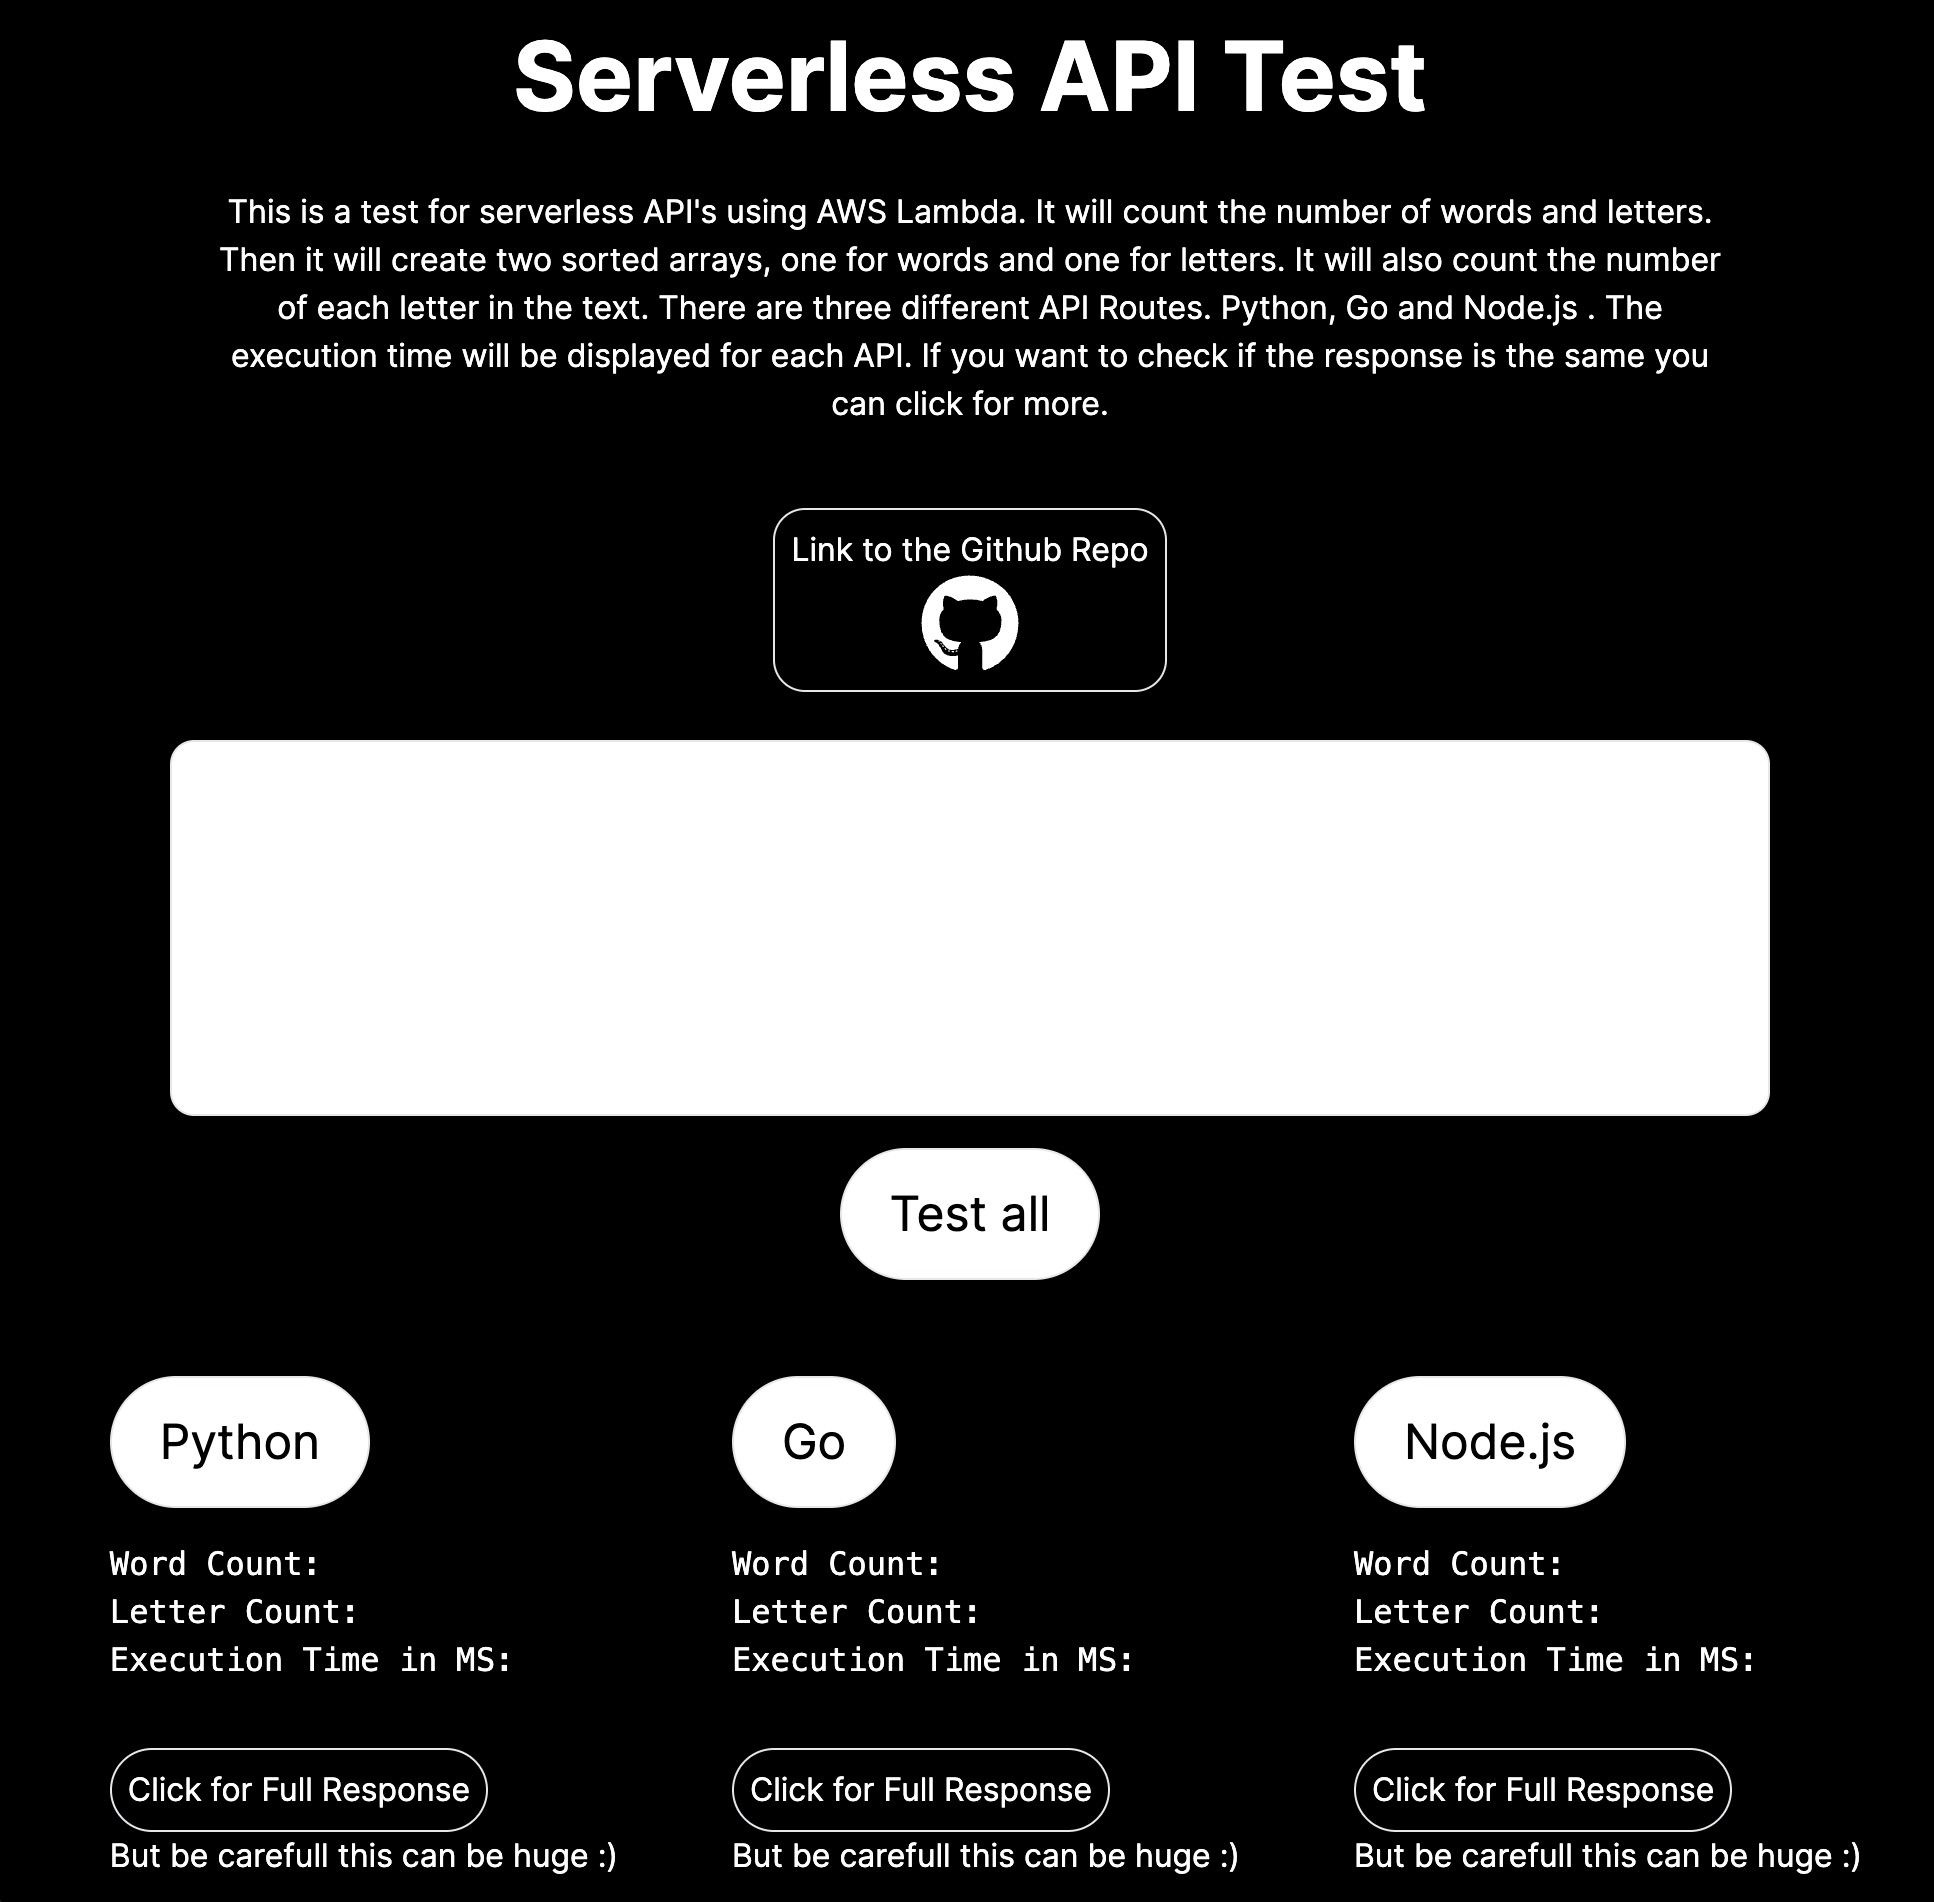 Serverless API Test
This is a test for serverless API's using AWS Lambda. It will count the number of words and letters.
Then it will create two sorted arrays, one for words and one for letters. It will also count the number
of each letter in the text. There are three different API Routes. Python, Go and Node.js . The
execution time will be displayed for each API. If you want to check if the response is the same you
can click for more.
Link to the Github Repo
Test all
Python
Word Count:
Letter Count:
Execution Time in MS:
Click for Full Response
But be carefull this can be huge :)
Go
Word Count:
Letter Count:
Execution Time in MS:
Click for Full Response
But be carefull this can be huge :)
Node.js
Word Count:
Letter Count:
Execution Time in MS:
Click for Full Response
But be carefull this can be huge :)